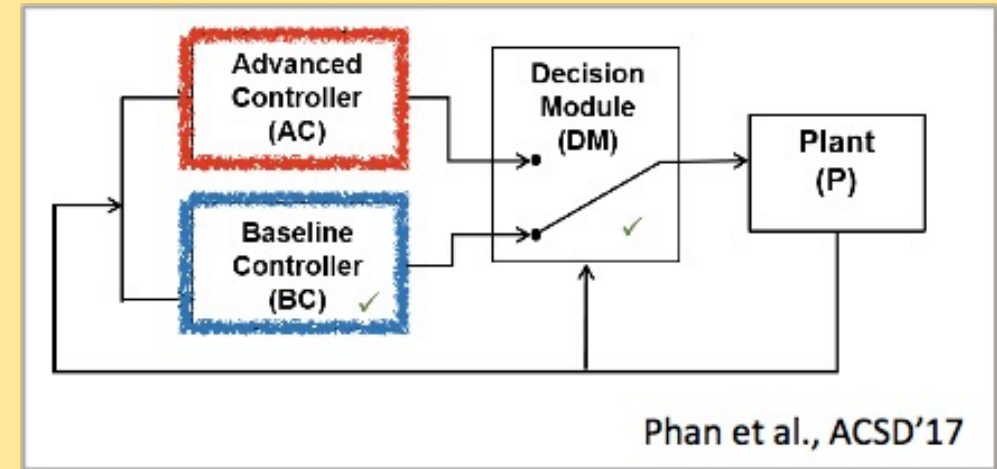 Advanced
Controller
(AC)
Baseline
Controller
(BC)
Decision
Module
(DM)
Plant
(P)
Phan et al., ACSD'17